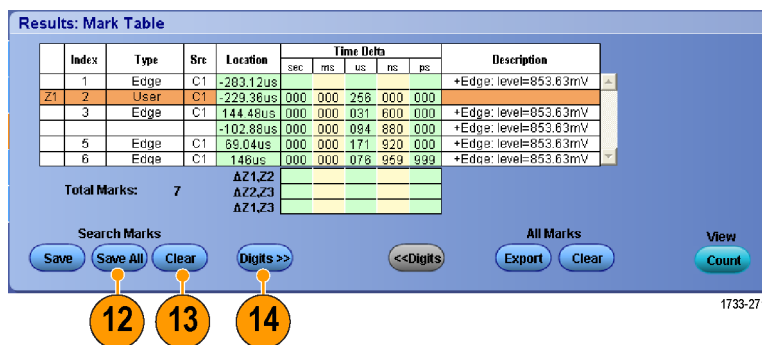 Results: Mark Table
Index Type Src Location Time Delta Description
sec ms us ns ps
1 Edge C1 -283.12us +Edge: level=853.63mV
Z1 2 User C1 -229.36us 000 000 256 000 000
3 Edge C1 144.48us 000 000 031 600 000 +Edge: level=853.63mV
-102.88us 000 000 094 880 000 +Edge: level=853.63mV
5 Edge C1 69.04us 000 000 171 920 000 +Edge: level=853.63mV
6 Edge C1 146us 000 000 076 959 999 +Edge: level=853.63mV
ΔZ1,Z2
Total Marks: 7 ΔZ2,Z3
ΔZ1,Z3
Search Marks All Marks View
Save Save All Clear Digits >> <<Digits Export Clear Count
12 13 14
1733-27